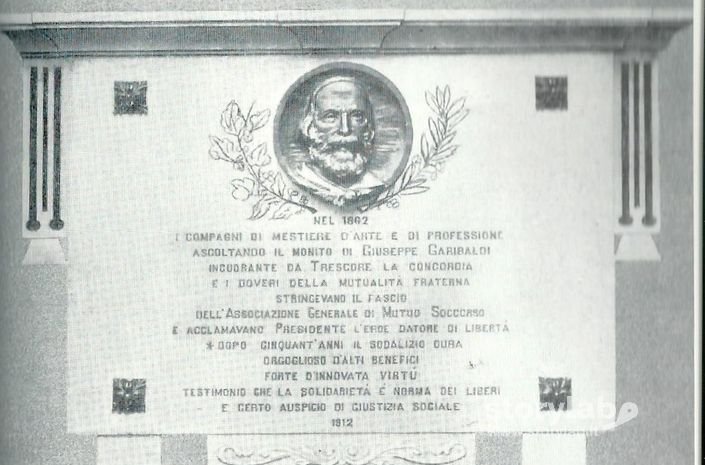 NEL 1862
I COMPAGNI DI MESTIERE D'ARTE E DI PROFESSIONE
ASCOLTANDO IL MONITO DI GIUSEPPE GARIBALDI
INCUORANTE DA TRESCORE LA CONCORDIA
E I DOVERI DELLA MUTUALITÀ FRATERNA
STRINGEVANO IL FASCIO
DELL'ASSOCIAZIONE GENERALE DI MUTUO SOCCORSO
E ACCLAMAVANO PRESIDENTE L'EROE DATORE DI LIBERTÀ
* DOPO CINQUANT'ANNI IL SODALIZIO DURA
ORGOGLIOSO D'ALTI BENEFICI
FORTE D'INNOVATA VIRTÙ
TESTIMONIO CHE LA SOLIDARIETÀ È NORMA DEI LIBERI
E CERTO AUSPICIO DI GIUSTIZIA SOCIALE
1912